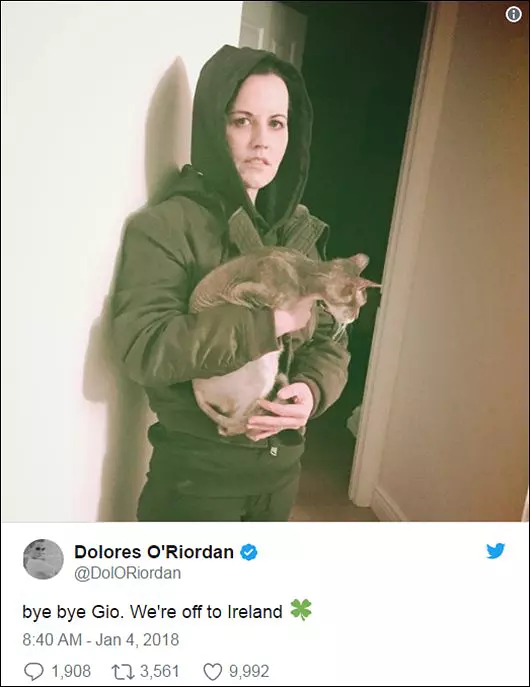 Dolores O'Riordan
@DolORiordan
bye bye Gio. We're off to Ireland 🍀
8:40 AM - Jan 4, 2018
1,908 3,561 9,992